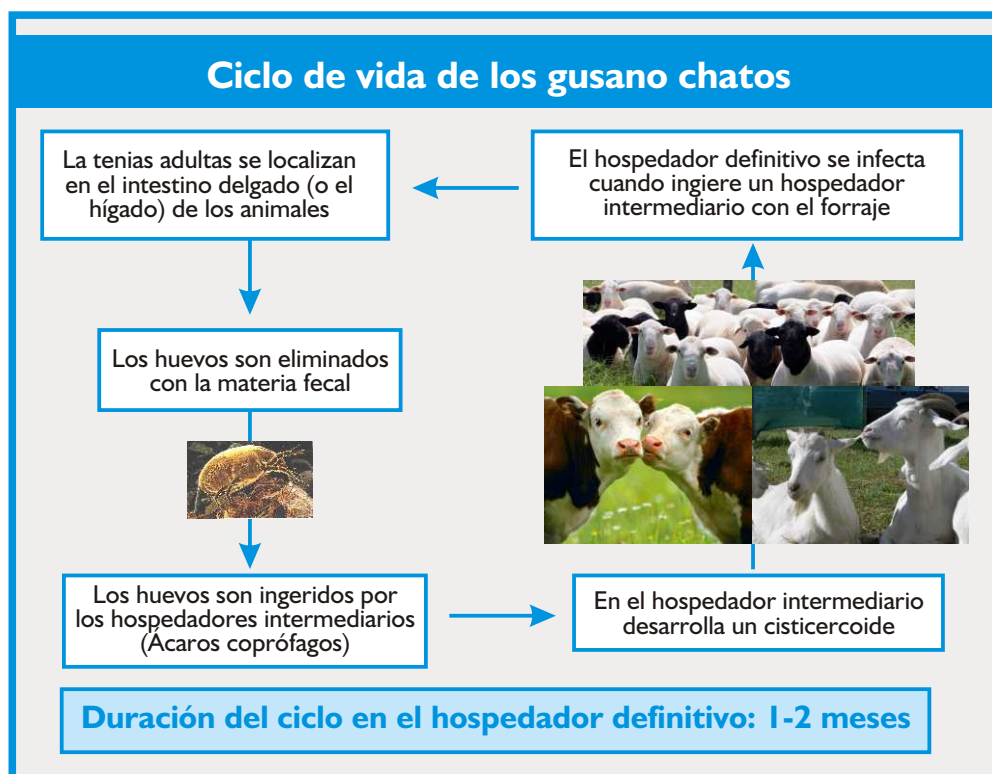 Ciclo de vida de los gusano chatos
La tenias adultas se localizan
en el intestino delgado (o el
hígado) de los animales
El hospedador definitivo se infecta
cuando ingiere un hospedador
intermediario con el forraje
Los huevos son eliminados
con la materia fecal
Los huevos son ingeridos por
los hospedadores intermediarios
(Ácaros coprófagos)
En el hospedador intermediario
desarrolla un cisticercoide
Duración del ciclo en el hospedador definitivo: 1-2 meses